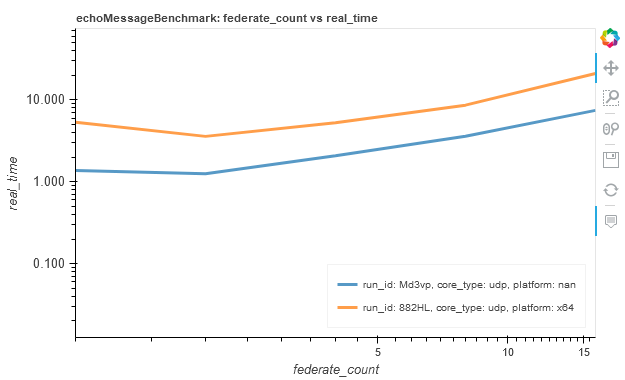 echoMessageBenchmark: federate_count vs real_time
10.000
1.000
0.100
real_time
run_id: Md3vp, core_type: udp, platform: nan
run_id: 882HL, core_type: udp, platform: x64
5 10 15
federate_count